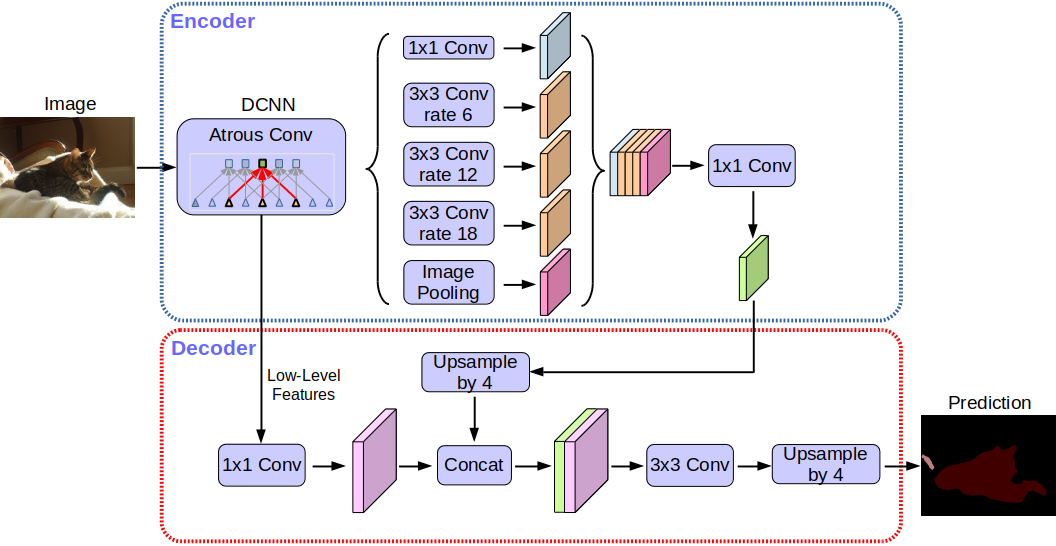 Encoder
Image
DCNN
Atrous Conv
1x1 Conv
3x3 Conv
rate 6
3x3 Conv
rate 12
3x3 Conv
rate 18
Image
Pooling
1x1 Conv
Decoder
Low-Level
Features
Upsample
by 4
1x1 Conv
Concat
3x3 Conv
Upsample
by 4
Prediction